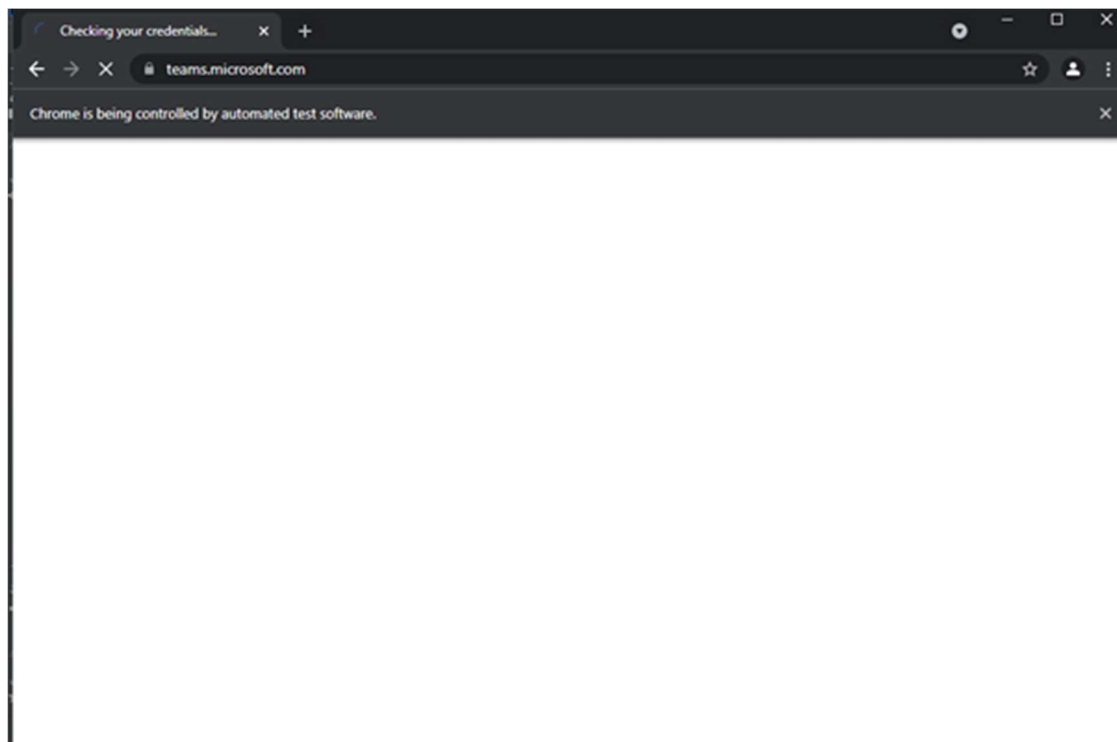 Checking your credentials...
teams.microsoft.com
Chrome is being controlled by automated test software.